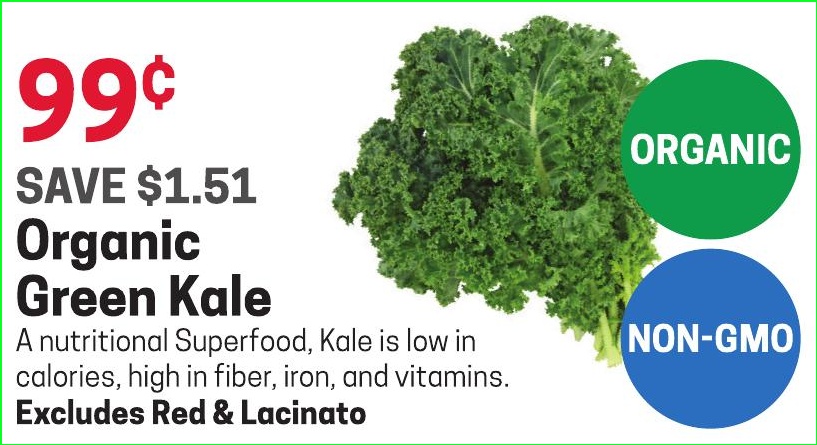 99¢
SAVE $1.51
Organic
Green Kale
A nutritional Superfood, Kale is low in
calories, high in fiber, iron, and vitamins.
Excludes Red & Lacinato
ORGANIC
NON-GMO